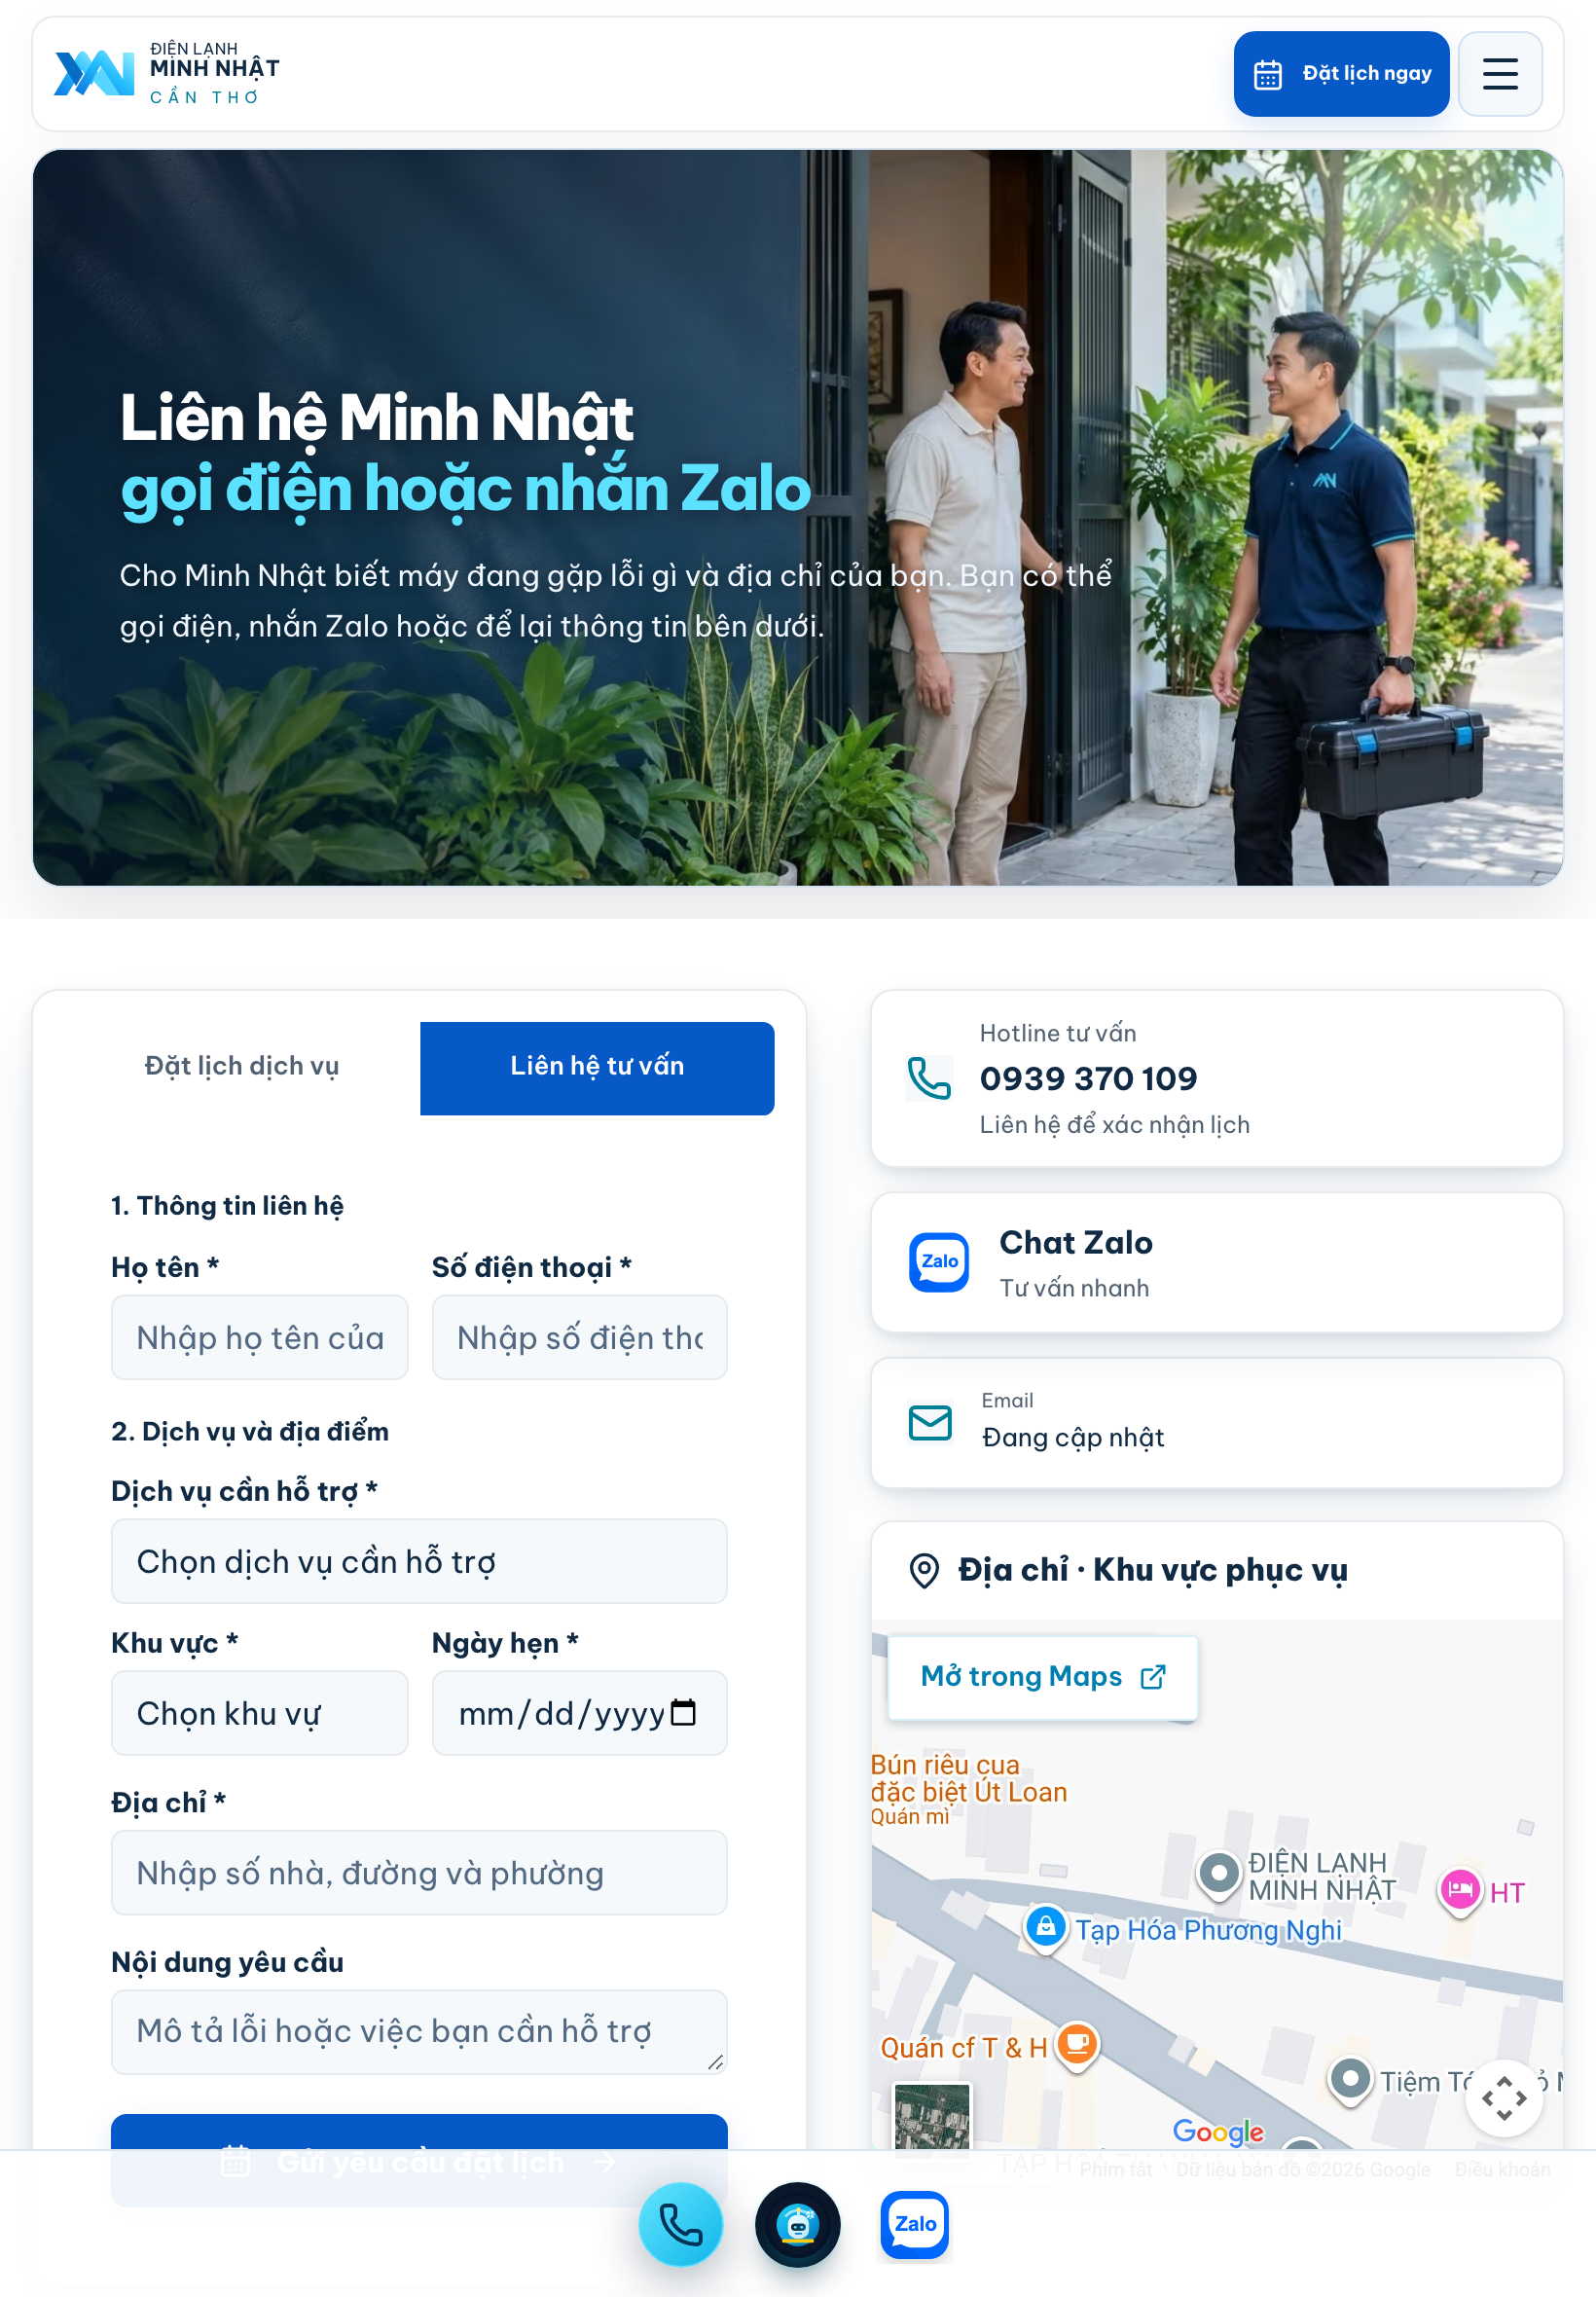 ĐIỆN LẠNH
MINH NHẬT
CẦN THƠ
Đặt lịch ngay
Liên hệ Minh Nhật
gọi điện hoặc nhắn Zalo
Cho Minh Nhật biết máy đang gặp lỗi gì và địa chỉ của bạn. Bạn có thể
gọi điện, nhắn Zalo hoặc để lại thông tin bên dưới.
Đặt lịch dịch vụ
Liên hệ tư vấn
1. Thông tin liên hệ
Họ tên *
Số điện thoại *
Nhập họ tên của
Nhập số điện tho
2. Dịch vụ và địa điểm
Dịch vụ cần hỗ trợ *
Chọn dịch vụ cần hỗ trợ
Khu vực *
Ngày hẹn *
Chọn khu vự
mm/dd/yyyy
Địa chỉ *
Nhập số nhà, đường và phường
Nội dung yêu cầu
Mô tả lỗi hoặc việc bạn cần hỗ trợ
Gửi yêu cầu đặt lịch
Hotline tư vấn
0939 370 109
Liên hệ để xác nhận lịch
Zalo
Chat Zalo
Tư vấn nhanh
Email
Đang cập nhật
Địa chỉ · Khu vực phục vụ
Mở trong Maps
Bún riêu cua
đặc biệt Út Loan
Quán mì
ĐIỆN LẠNH
MINH NHẬT
HT
Tạp Hóa Phương Nghi
Quán cf T & H
Tiệm
Google
TẠP
Phím tắt
Dữ liệu bản đồ ©2026 Google
Điều khoản
Zalo